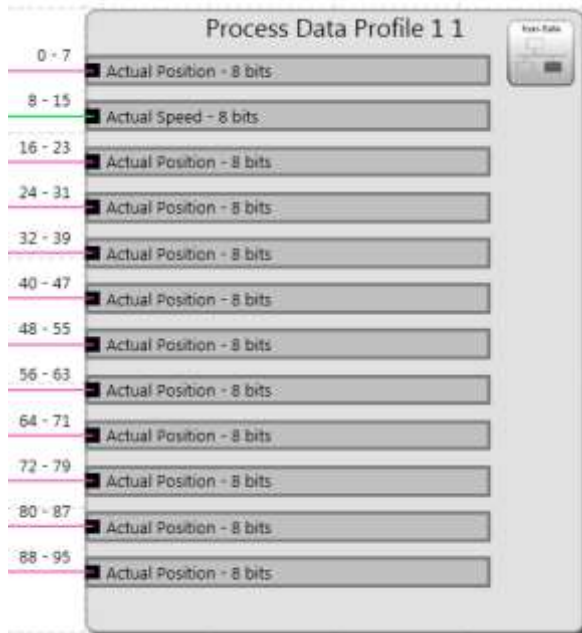 Process Data Profile 1 1
0 - 7
Actual Position - 8 bits
8 - 15
Actual Speed - 8 bits
16 - 23
Actual Position - 8 bits
24 - 31
Actual Position - 8 bits
32 - 39
Actual Position - 8 bits
40 - 47
Actual Position - 8 bits
48 - 55
Actual Position - 8 bits
56 - 63
Actual Position - 8 bits
64 - 71
Actual Position - 8 bits
72 - 79
Actual Position - 8 bits
80 - 87
Actual Position - 8 bits
88 - 95
Actual Position - 8 bits